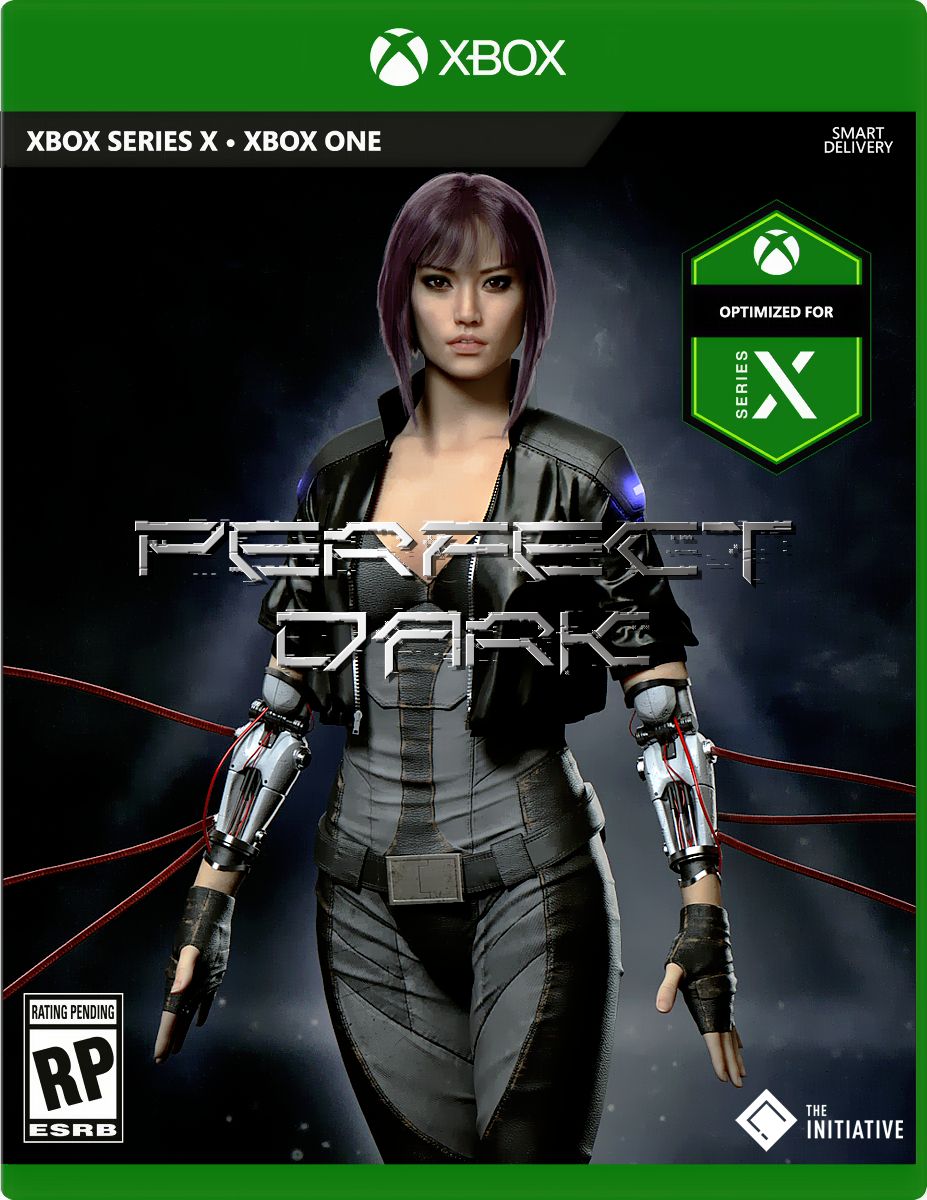 XBOX
XBOX SERIES X • XBOX ONE
SMART
DELIVERY
OPTIMIZED FOR
SERIES X
PERFECT
DARK
RATING PENDING
RP
ESRB
THE
INITIATIVE